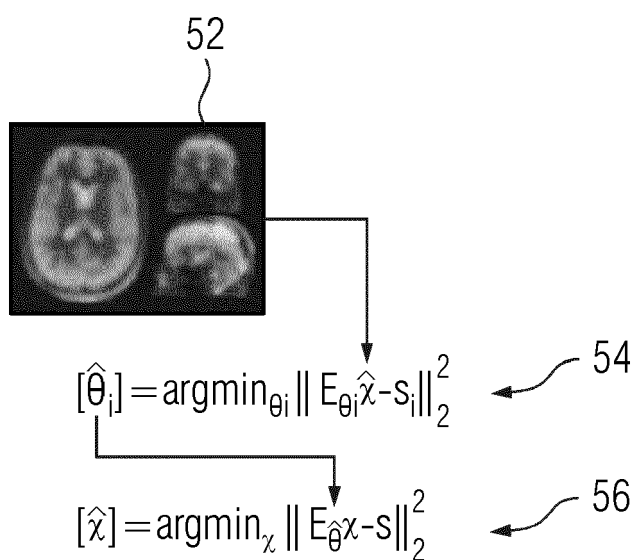 52
[θ̂ᵢ] = argmin_θi ‖ E_θi χ̂ - sᵢ ‖₂²
54
[χ̂] = argmin_χ ‖ E_θ̂ χ - s ‖₂²
56